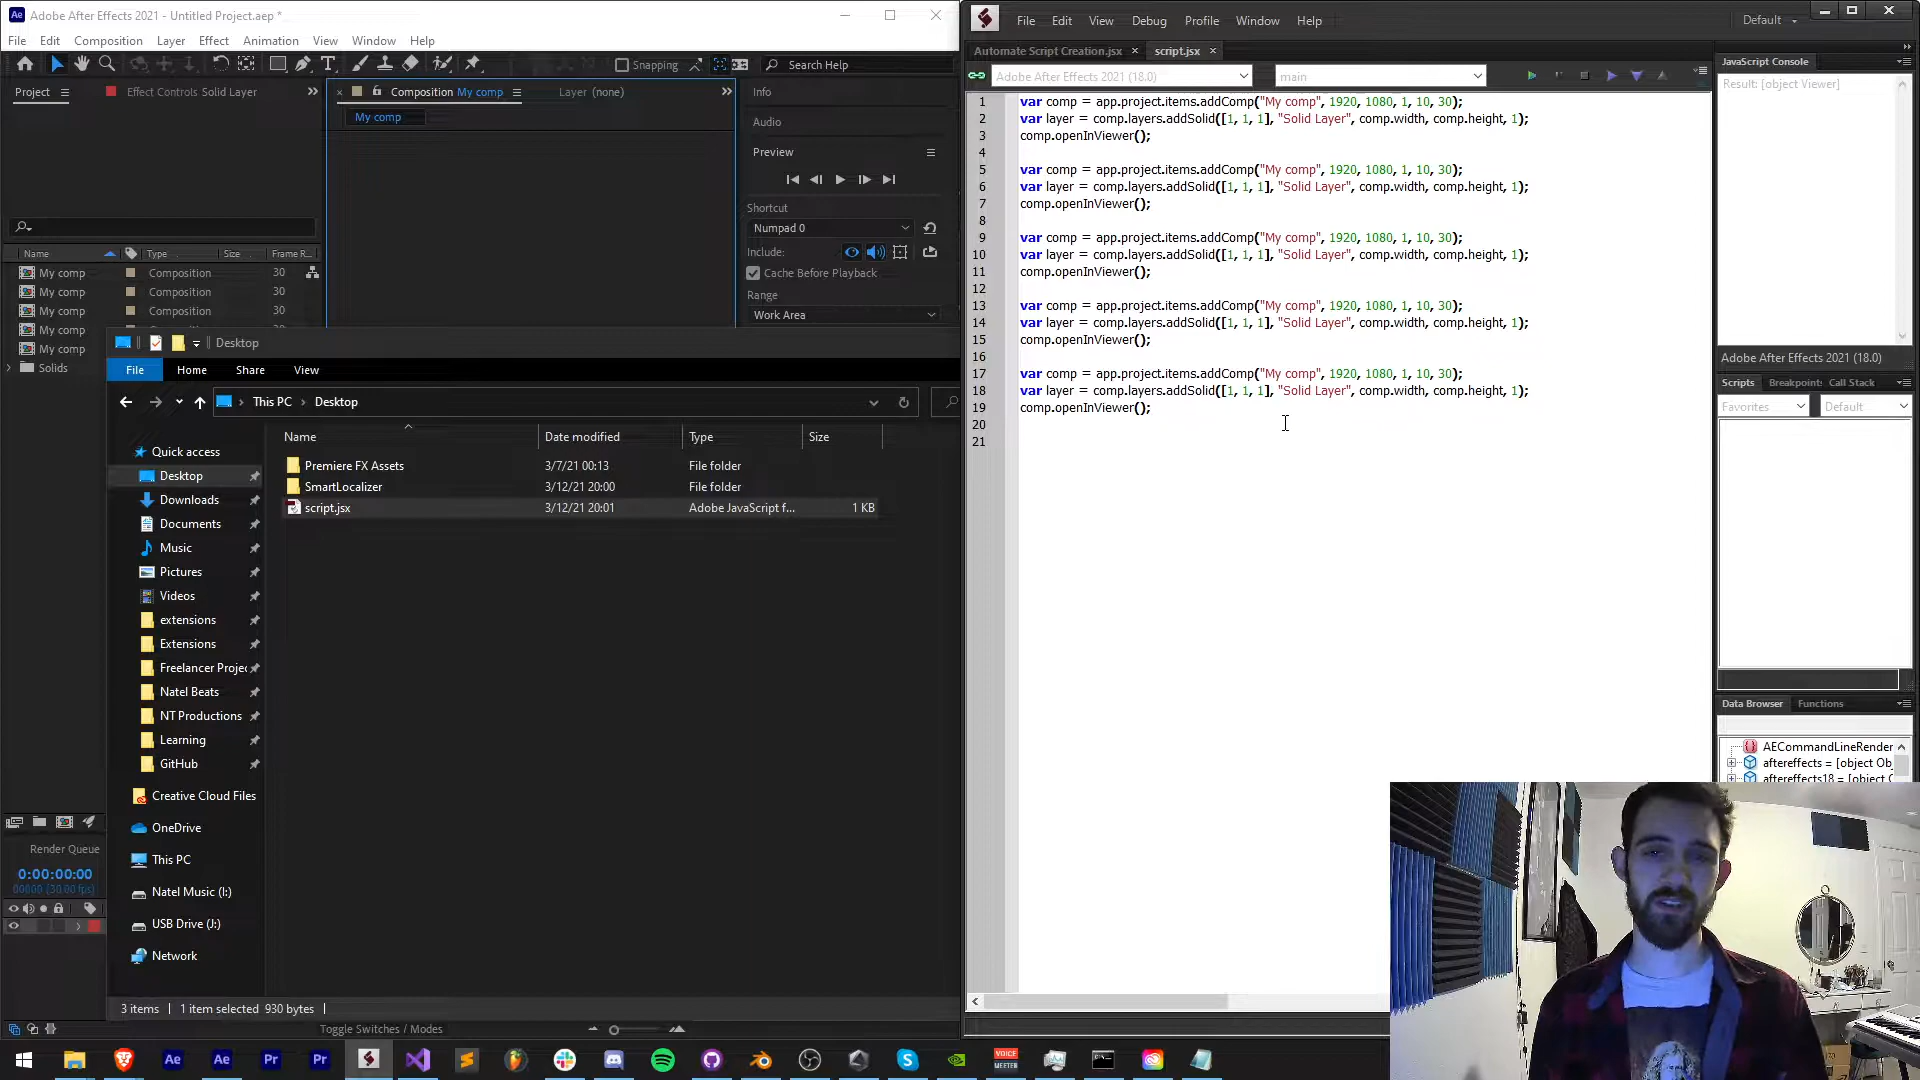 Adobe After Effects 2021 - Untitled Project.aep *
File Edit Composition Layer Effect Animation View Window Help
Snapping
Search Help
Project
Effect Controls Solid Layer
Composition My comp
Layer (none)
My comp
Info
Audio
Preview
Shortcut
Numpad 0
Include:
Cache Before Playback
Range
Work Area
Name Type Size Frame R...
My comp Composition 30
My comp Composition 30
My comp Composition 30
My comp
My comp
Solids
Desktop
File Home Share View
This PC > Desktop
Name Date modified Type Size
Premiere FX Assets 3/7/21 00:13 File folder
SmartLocalizer 3/12/21 20:00 File folder
script.jsx 3/12/21 20:01 Adobe JavaScript f... 1 KB
Quick access
Desktop
Downloads
Documents
Music
Pictures
Videos
extensions
Extensions
Freelancer Projec
Natel Beats
NT Productions
Learning
GitHub
Creative Cloud Files
OneDrive
This PC
Natel Music (I:)
USB Drive (J:)
Network
3 items 1 item selected 930 bytes
Render Queue
0:00:00:00
00000 (30.00 fps)
Toggle Switches / Modes
File Edit View Debug Profile Window Help
Default
Automate Script Creation.jsx ×
script.jsx ×
Adobe After Effects 2021 (18.0)
main
1 var comp = app.project.items.addComp("My comp", 1920, 1080, 1, 10, 30);
2 var layer = comp.layers.addSolid([1, 1, 1], "Solid Layer", comp.width, comp.height, 1);
3 comp.openInViewer();
4
5 var comp = app.project.items.addComp("My comp", 1920, 1080, 1, 10, 30);
6 var layer = comp.layers.addSolid([1, 1, 1], "Solid Layer", comp.width, comp.height, 1);
7 comp.openInViewer();
8
9 var comp = app.project.items.addComp("My comp", 1920, 1080, 1, 10, 30);
10 var layer = comp.layers.addSolid([1, 1, 1], "Solid Layer", comp.width, comp.height, 1);
11 comp.openInViewer();
12
13 var comp = app.project.items.addComp("My comp", 1920, 1080, 1, 10, 30);
14 var layer = comp.layers.addSolid([1, 1, 1], "Solid Layer", comp.width, comp.height, 1);
15 comp.openInViewer();
16
17 var comp = app.project.items.addComp("My comp", 1920, 1080, 1, 10, 30);
18 var layer = comp.layers.addSolid([1, 1, 1], "Solid Layer", comp.width, comp.height, 1);
19 comp.openInViewer();
20
21
JavaScript Console
Result: [object Viewer]
Adobe After Effects 2021 (18.0)
Scripts Breakpoints Call Stack
Favorites Default
Data Browser Functions
AECommandLineRender
aftereffects = [object Obj
aftereffects18 = [object O
Ae Ae Pr Pr
VOICE
MEETER